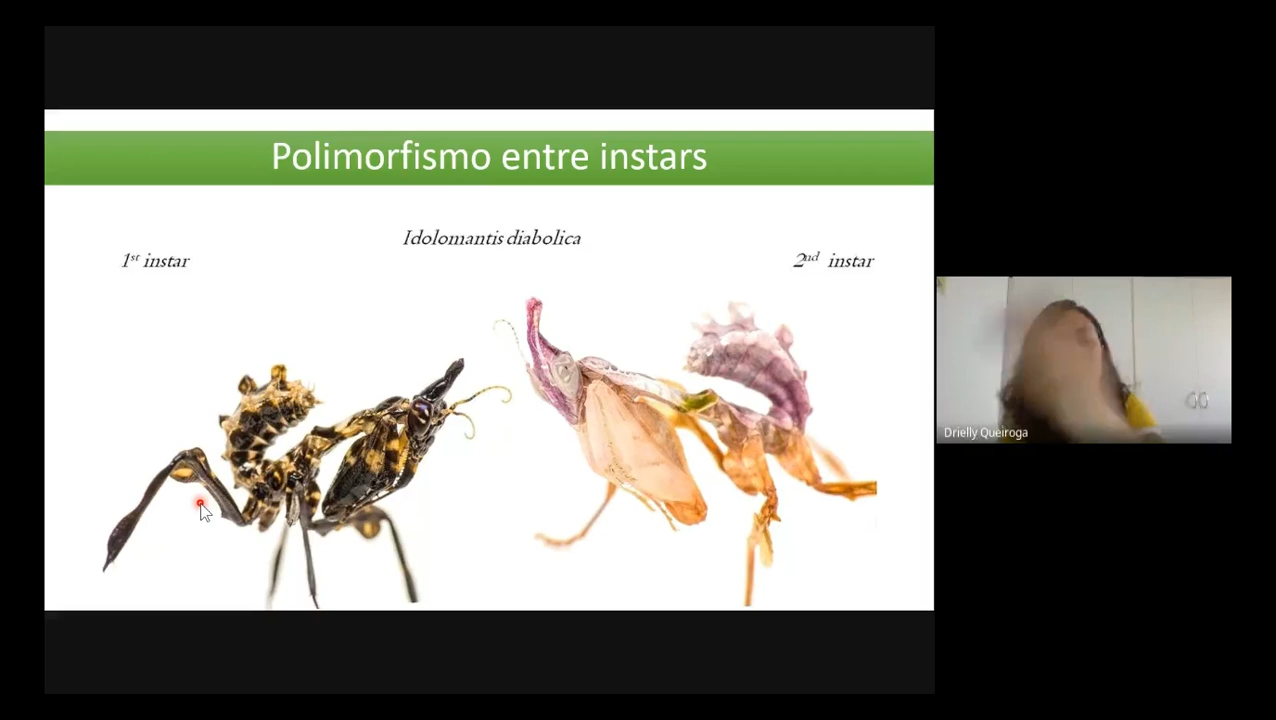 Polimorfismo entre instars
Idolomantis diabolica
1st instar
2nd instar
Drielly Queiroga